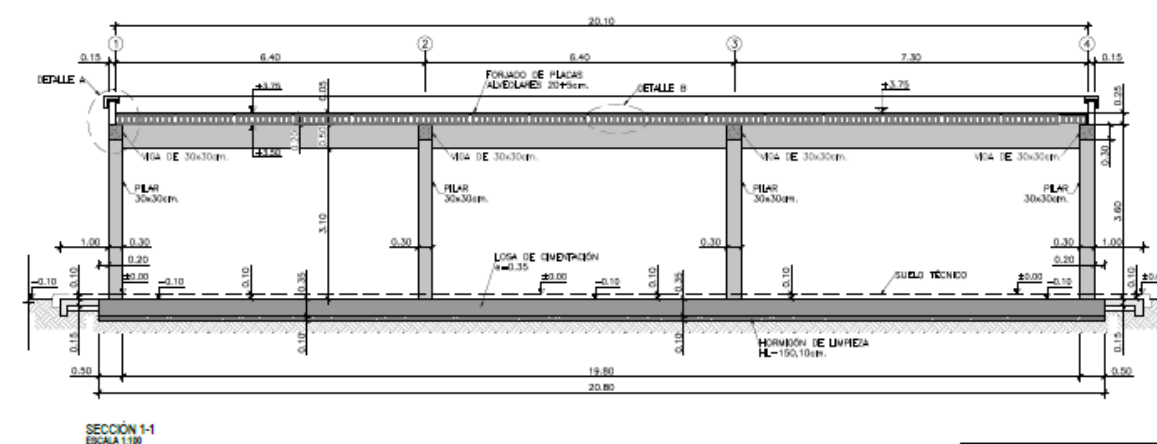 20.10
1
2
3
4
0.15
6.40
6.40
7.30
0.15
DETALLE A
FORJADO DE PLACAS
ALVEOLARES 20+5cm.
DETALLE B
+3.75
0.05
+3.75
0.25
0.20
0.50
+3.50
VIGA DE 30x30cm.
VIGA DE 30x30cm.
VIGA DE 30x30cm.
VIGA DE 30x30cm.
0.30
PILAR
30x30cm.
PILAR
30x30cm.
PILAR
30x30cm.
PILAR
30x30cm.
3.10
3.60
1.00
0.30
0.30
0.30
0.30
1.00
0.20
LOSA DE CIMENTACIÓN
e=0.35
0.20
SUELO TÉCNICO
-0.10
0.10
±0.00
-0.10
0.10
0.35
±0.00
-0.10
0.10
0.35
0.10
±0.00
-0.10
0.10
0.15
0.10
0.10
HORMIGÓN DE LIMPIEZA
HL-150,10cm.
0.15
0.50
19.80
0.50
20.80
SECCIÓN 1-1
ESCALA 1:100